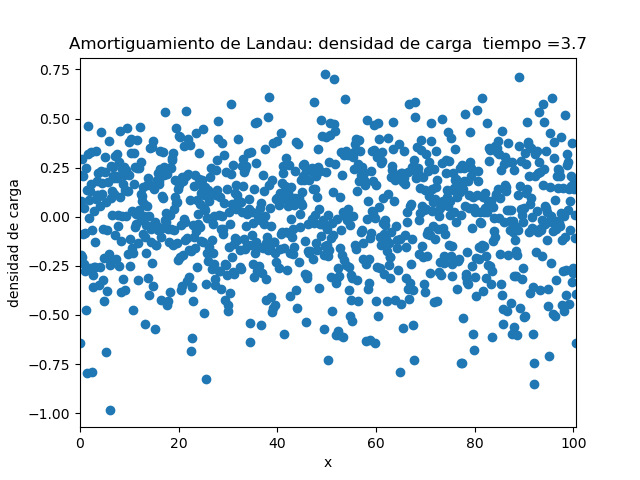 Amortiguamiento de Landau: densidad de carga  tiempo =3.7
0.75
0.50
0.25
0.00
−0.25
−0.50
−0.75
−1.00
densidad de carga
0 20 40 60 80 100
x